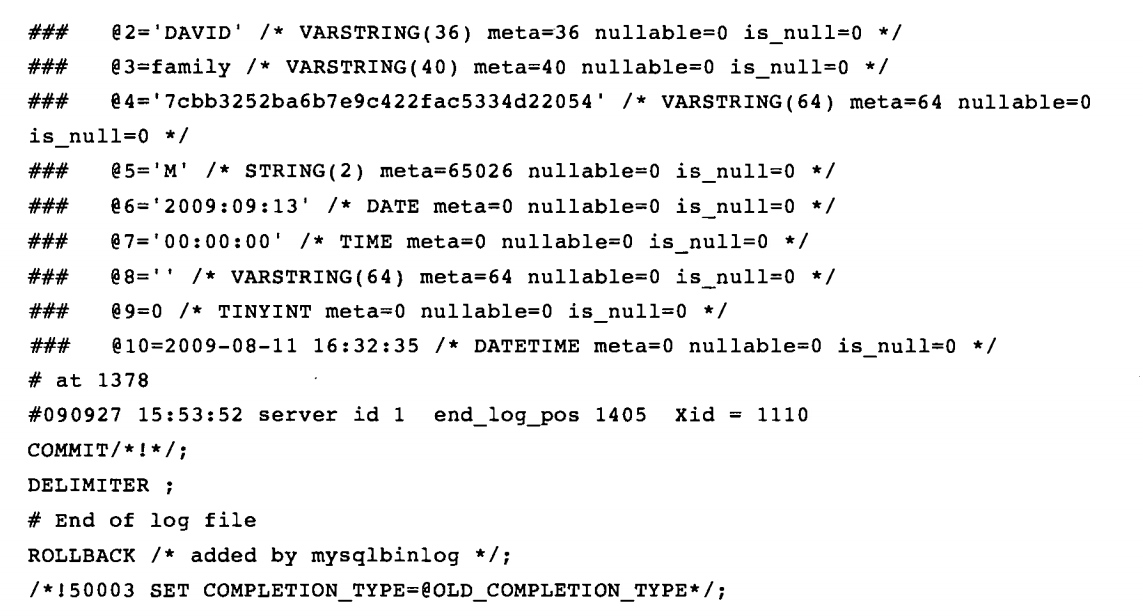 ###   @2='DAVID' /* VARSTRING(36) meta=36 nullable=0 is_null=0 */
###   @3=family /* VARSTRING(40) meta=40 nullable=0 is_null=0 */
###   @4='7cbb3252ba6b7e9c422fac5334d22054' /* VARSTRING(64) meta=64 nullable=0
is_null=0 */
###   @5='M' /* STRING(2) meta=65026 nullable=0 is_null=0 */
###   @6='2009:09:13' /* DATE meta=0 nullable=0 is_null=0 */
###   @7='00:00:00' /* TIME meta=0 nullable=0 is_null=0 */
###   @8='' /* VARSTRING(64) meta=64 nullable=0 is_null=0 */
###   @9=0 /* TINYINT meta=0 nullable=0 is_null=0 */
###   @10=2009-08-11 16:32:35 /* DATETIME meta=0 nullable=0 is_null=0 */
# at 1378
#090927 15:53:52 server id 1  end_log_pos 1405  Xid = 1110
COMMIT/*!*/;
DELIMITER ;
# End of log file
ROLLBACK /* added by mysqlbinlog */;
/*!50003 SET COMPLETION_TYPE=@OLD_COMPLETION_TYPE*/;